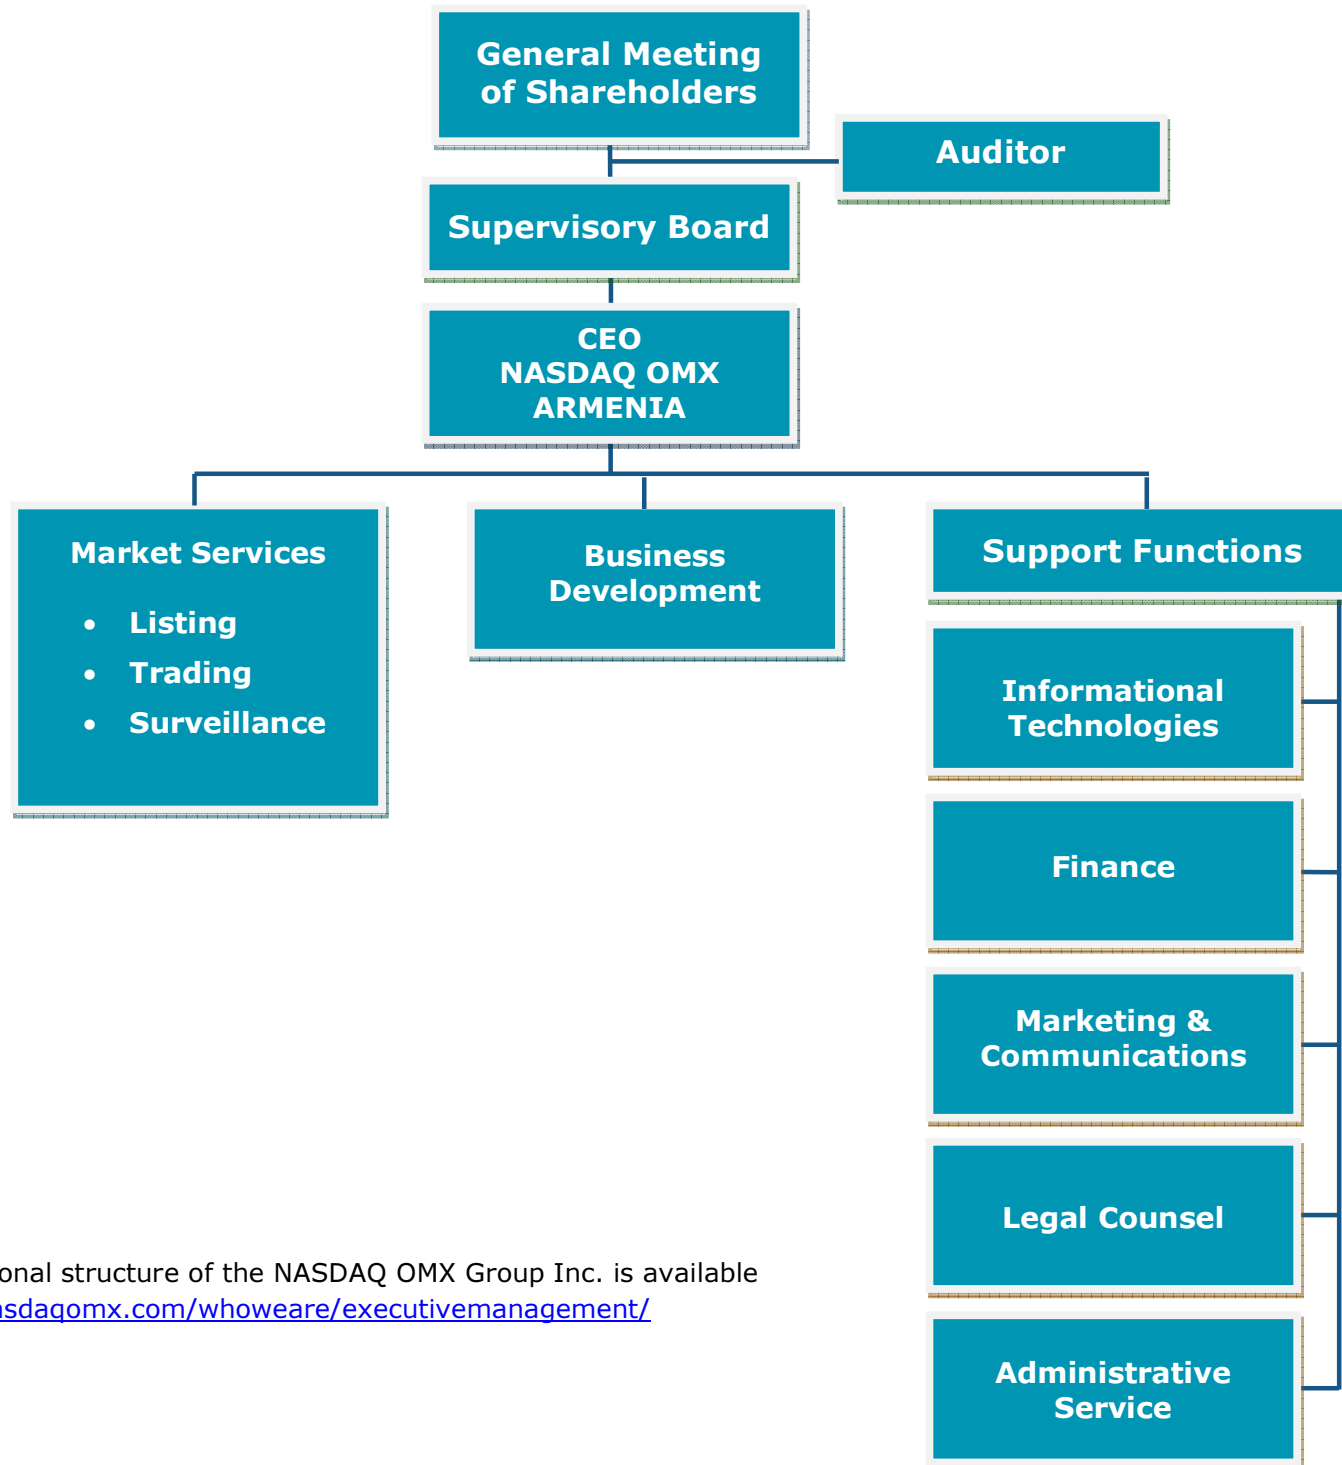 General Meeting
of Shareholders
Auditor
Supervisory Board
CEO
NASDAQ OMX
ARMENIA
Market Services
• Listing
• Trading
• Surveillance
Business
Development
Support Functions
Informational
Technologies
Finance
Marketing &
Communications
Legal Counsel
Administrative
Service
onal structure of the NASDAQ OMX Group Inc. is available
asdaqomx.com/whoweare/executivemanagement/